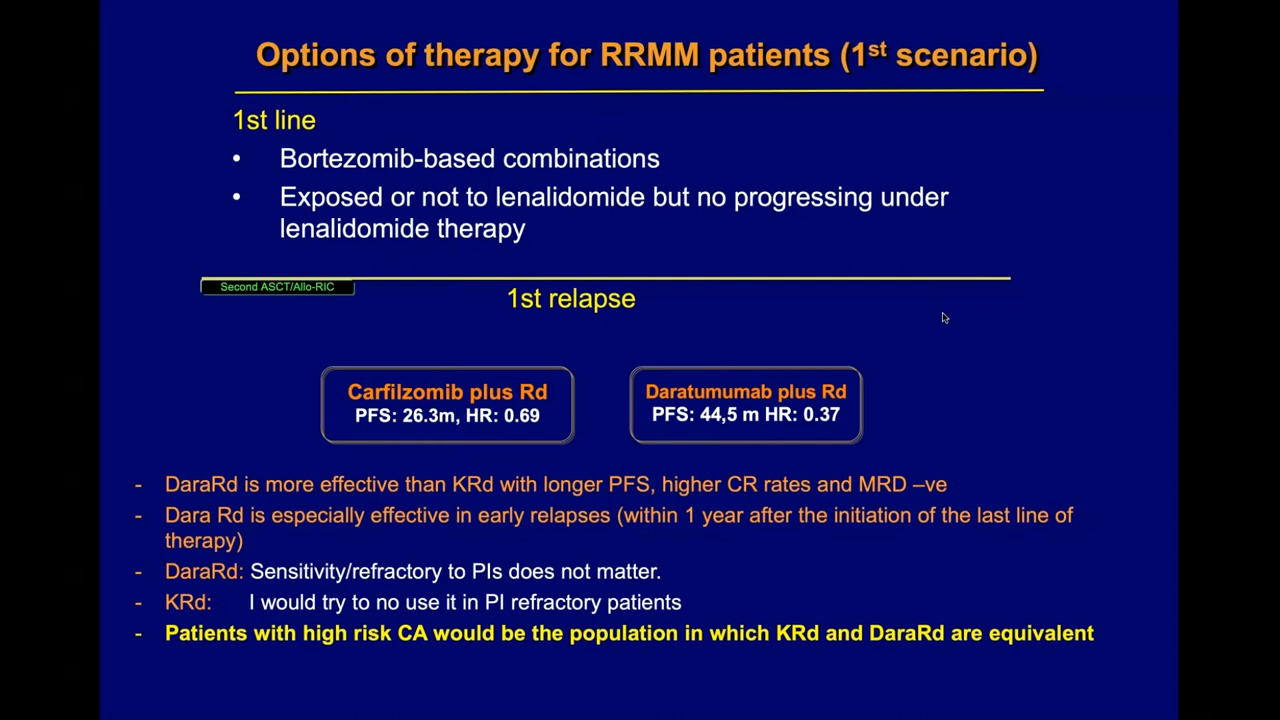 Options of therapy for RRMM patients (1st scenario)
1st line
• Bortezomib-based combinations
• Exposed or not to lenalidomide but no progressing under
lenalidomide therapy
Second ASCT/Allo-RIC
1st relapse
Carfilzomib plus Rd
PFS: 26.3m, HR: 0.69
Daratumumab plus Rd
PFS: 44,5 m HR: 0.37
- DaraRd is more effective than KRd with longer PFS, higher CR rates and MRD –ve
- Dara Rd is especially effective in early relapses (within 1 year after the initiation of the last line of
therapy)
- DaraRd: Sensitivity/refractory to PIs does not matter.
- KRd: I would try to no use it in PI refractory patients
- Patients with high risk CA would be the population in which KRd and DaraRd are equivalent